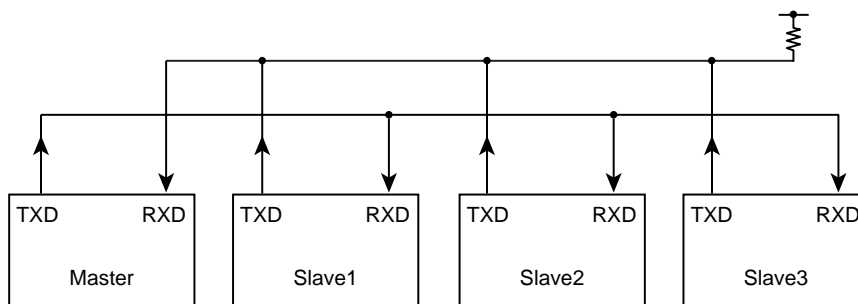 TXD RXD TXD RXD TXD RXD TXD RXD
Master Slave1 Slave2 Slave3